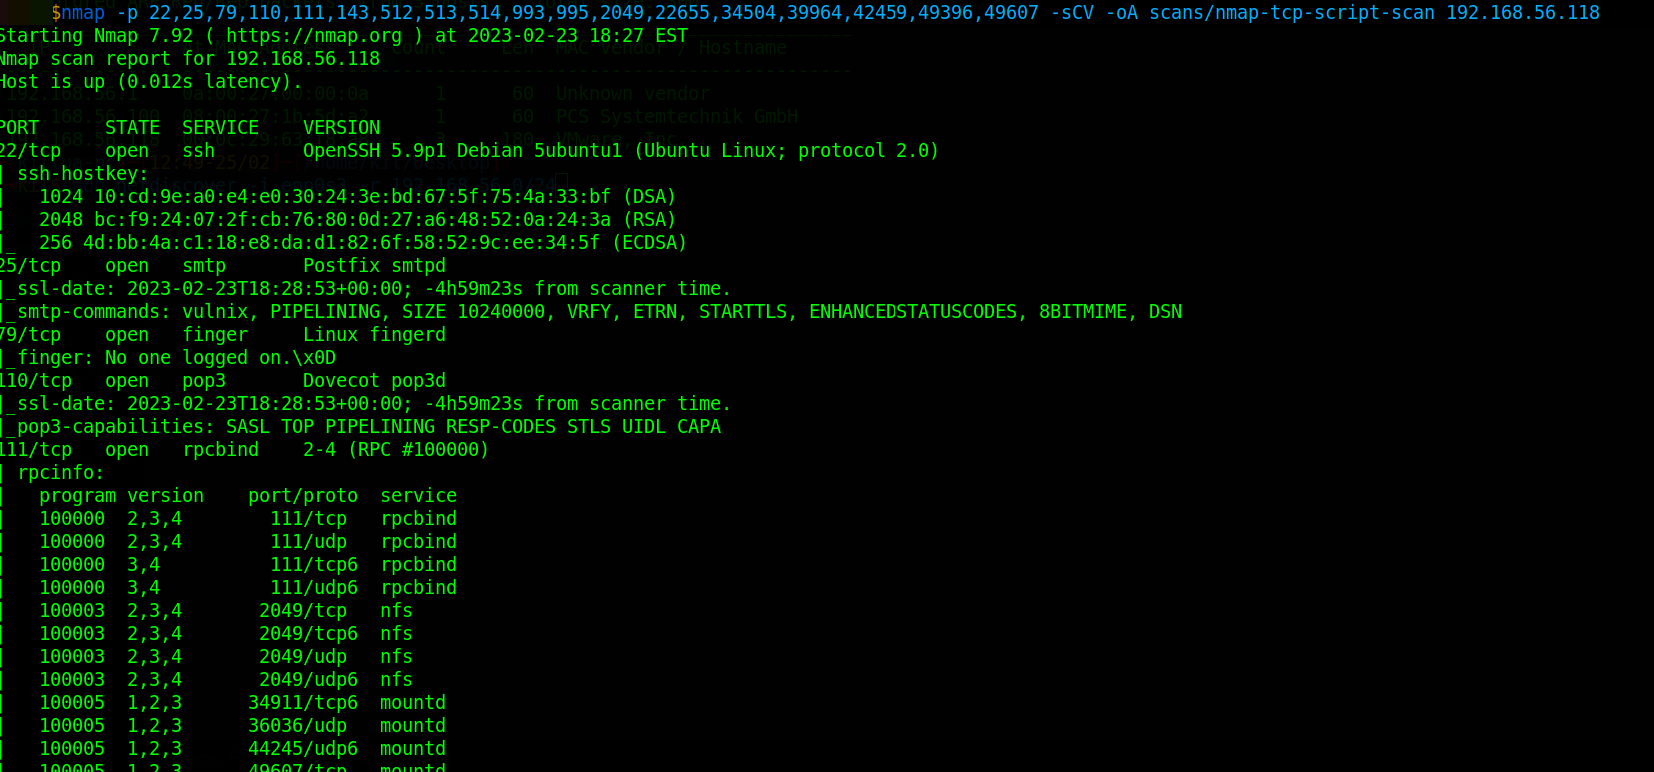 $nmap -p 22,25,79,110,111,143,512,513,514,993,995,2049,22655,34504,39964,42459,49396,49607 -sCV -oA scans/nmap-tcp-script-scan 192.168.56.118
Starting Nmap 7.92 ( https://nmap.org ) at 2023-02-23 18:27 EST
Nmap scan report for 192.168.56.118
Host is up (0.012s latency).
PORT     STATE  SERVICE    VERSION
22/tcp    open   ssh        OpenSSH 5.9p1 Debian 5ubuntu1 (Ubuntu Linux; protocol 2.0)
| ssh-hostkey:
|   1024 10:cd:9e:a0:e4:e0:30:24:3e:bd:67:5f:75:4a:33:bf (DSA)
|   2048 bc:f9:24:07:2f:cb:76:80:0d:27:a6:48:52:0a:24:3a (RSA)
|_  256 4d:bb:4a:c1:18:e8:da:d1:82:6f:58:52:9c:ee:34:5f (ECDSA)
25/tcp    open   smtp       Postfix smtpd
|_ssl-date: 2023-02-23T18:28:53+00:00; -4h59m23s from scanner time.
|_smtp-commands: vulnix, PIPELINING, SIZE 10240000, VRFY, ETRN, STARTTLS, ENHANCEDSTATUSCODES, 8BITMIME, DSN
79/tcp    open   finger     Linux fingerd
|_finger: No one logged on.\x0D
110/tcp   open   pop3       Dovecot pop3d
|_ssl-date: 2023-02-23T18:28:53+00:00; -4h59m23s from scanner time.
|_pop3-capabilities: SASL TOP PIPELINING RESP-CODES STLS UIDL CAPA
111/tcp   open   rpcbind    2-4 (RPC #100000)
| rpcinfo:
|   program version    port/proto  service
|   100000  2,3,4        111/tcp   rpcbind
|   100000  2,3,4        111/udp   rpcbind
|   100000  3,4          111/tcp6  rpcbind
|   100000  3,4          111/udp6  rpcbind
|   100003  2,3,4       2049/tcp   nfs
|   100003  2,3,4       2049/tcp6  nfs
|   100003  2,3,4       2049/udp   nfs
|   100003  2,3,4       2049/udp6  nfs
|   100005  1,2,3      34911/tcp6  mountd
|   100005  1,2,3      36036/udp   mountd
|   100005  1,2,3      44245/udp6  mountd
|   100005  1,2,3      49607/tcp   mountd